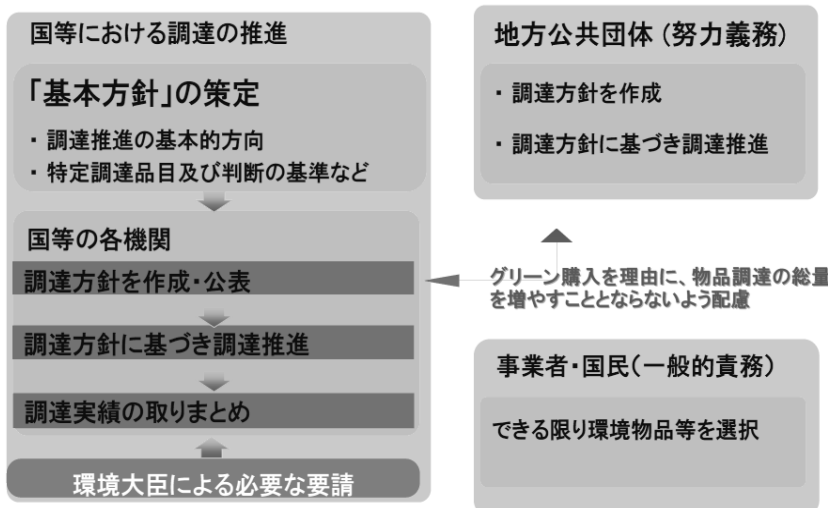 国等における調達の推進
「基本方針」の策定
・ 調達推進の基本的方向
・ 特定調達品目及び判断の基準など
国等の各機関
調達方針を作成・公表
調達方針に基づき調達推進
調達実績の取りまとめ
環境大臣による必要な要請
地方公共団体 (努力義務)
・ 調達方針を作成
・ 調達方針に基づき調達推進
グリーン購入を理由に、物品調達の総量
を増やすこととならないよう配慮
事業者・国民(一般的責務)
できる限り環境物品等を選択